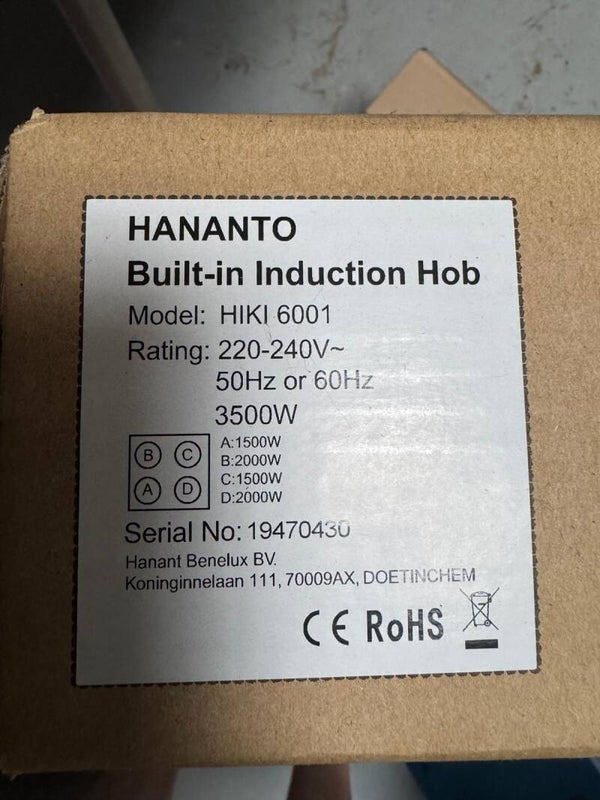 HANANTO
Built-in Induction Hob
Model: HIKI 6001
Rating: 220-240V~
50Hz or 60Hz
3500W
B C
A D
A:1500W
B:2000W
C:1500W
D:2000W
Serial No: 19470430
Hanant Benelux BV.
Koninginnelaan 111, 70009AX, DOETINCHEM
CE RoHS